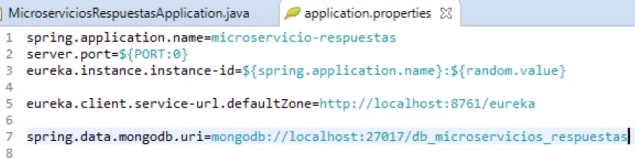 MicroserviciosRespuestasApplication.java application.properties
1 spring.application.name=microservicio-respuestas
2 server.port=${PORT:0}
3 eureka.instance.instance-id=${spring.application.name}:${random.value}
4
5 eureka.client.service-url.defaultZone=http://localhost:8761/eureka
6
7 spring.data.mongodb.uri=mongodb://localhost:27017/db_microservicios_respuestas
8